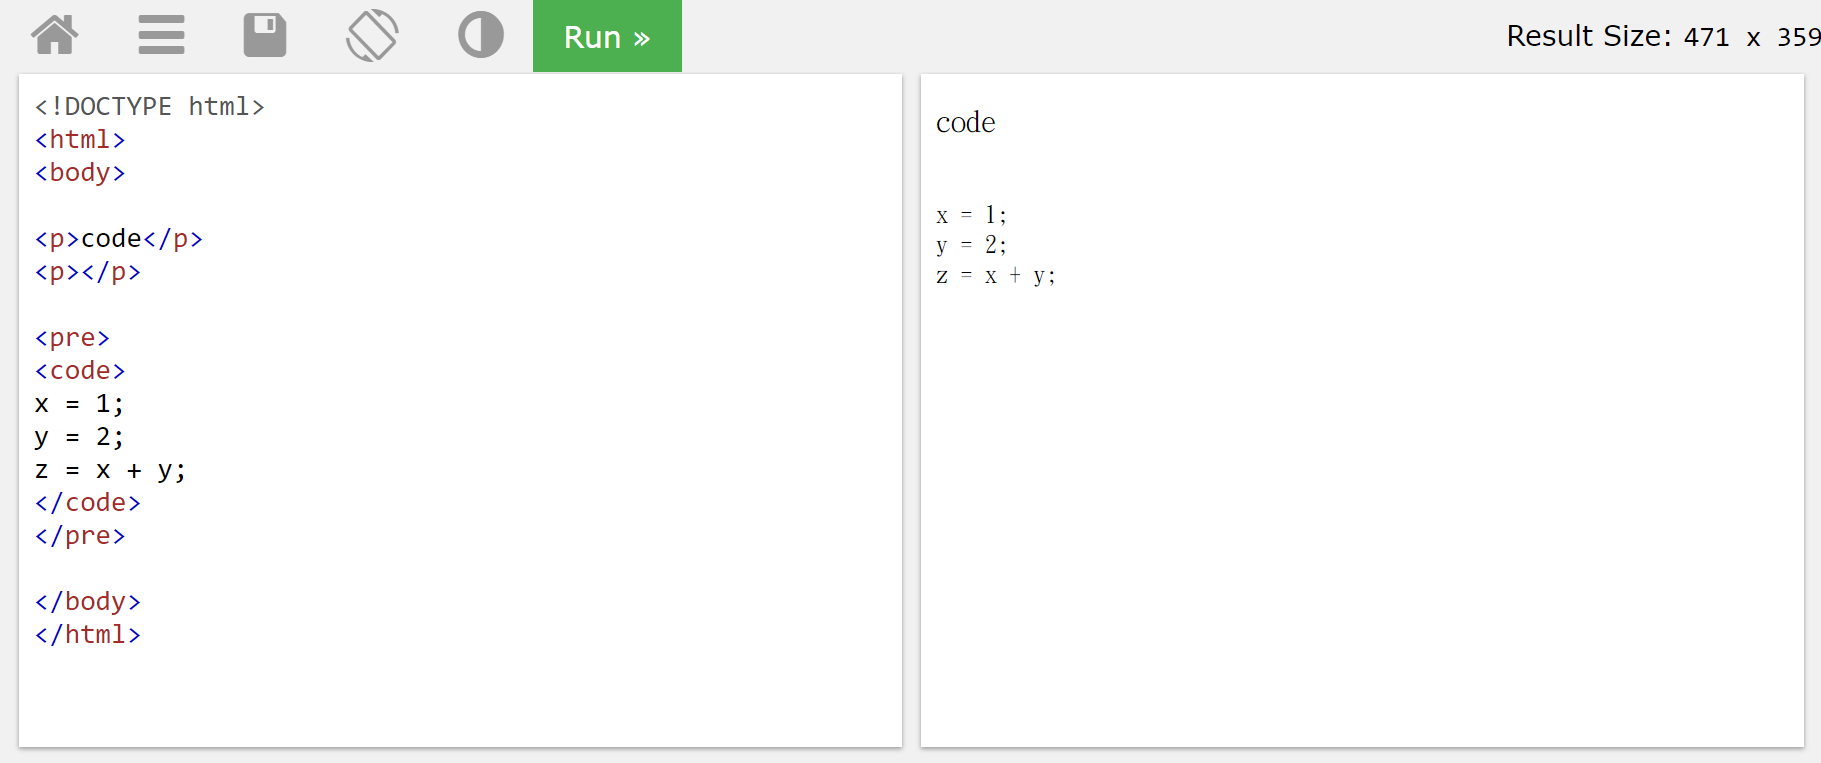 Run »
Result Size: 471 x 359
<!DOCTYPE html>
<html>
<body>
<p>code</p>
<p></p>
<pre>
<code>
x = 1;
y = 2;
z = x + y;
</code>
</pre>
</body>
</html>
code
x = 1;
y = 2;
z = x + y;